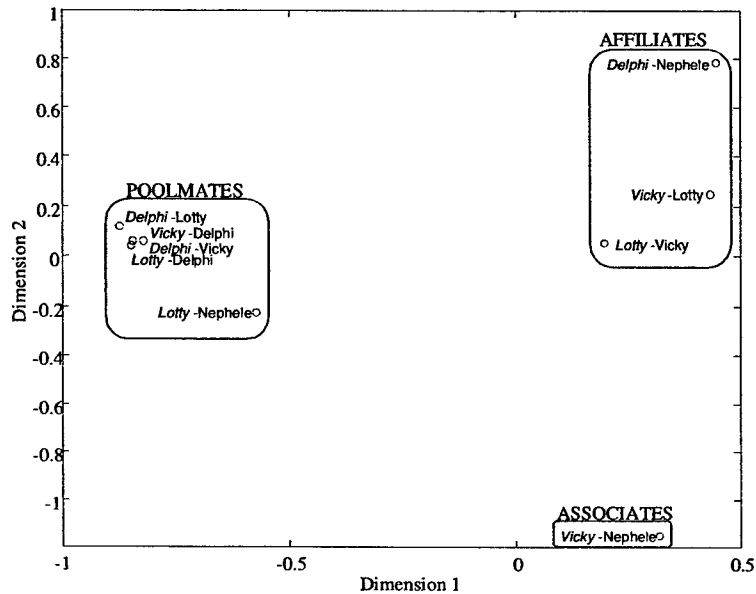 1
AFFILIATES
0.8
Delphi -Nephele
0.6
0.4
POOLMATES
Vicky -Lotty
0.2
Delphi -Lotty
Vicky -Delphi
Lotty -Vicky
0
Delphi -Vicky
Lotty -Delphi
Dimension 2
-0.2
Lotty -Nephele
-0.4
-0.6
-0.8
-1
ASSOCIATES
Vicky -Nephele
-1
-0.5
0
0.5
Dimension 1